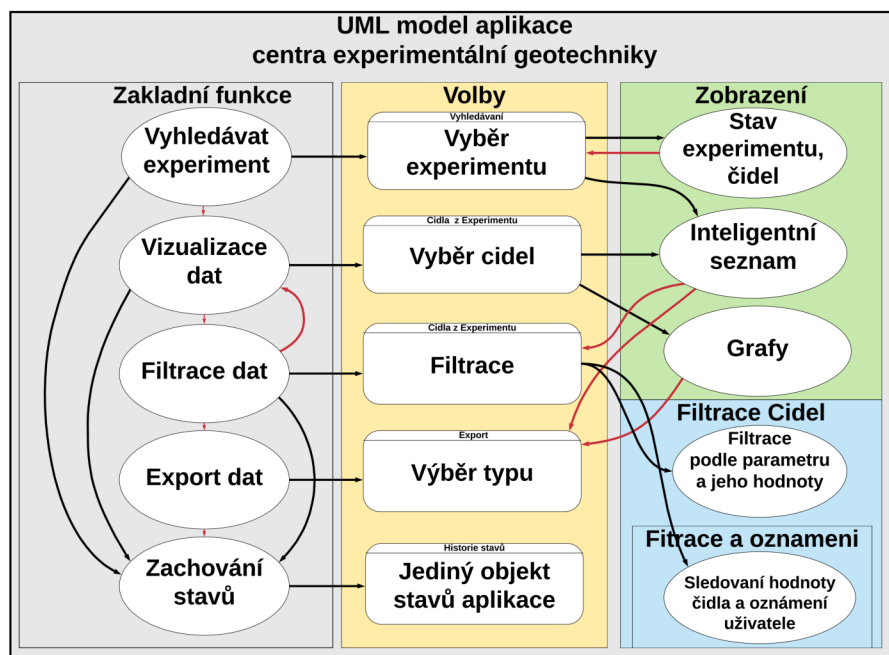 UML model aplikace
centra experimentální geotechniky
Zakladní funkce
Vyhledávat
experiment
Vizualizace
dat
Filtrace dat
Export dat
Zachování
stavů
Volby
Vyhledávaní
Vyběr
experimentu
Cidla z Experimentu
Vyběr cidel
Cidla z Experimentu
Filtrace
Export
Výběr typu
Historie stavů
Jediný objekt
stavů aplikace
Zobrazení
Stav
experimentu,
čidel
Inteligentní
seznam
Grafy
Filtrace Cidel
Filtrace
podle parametru
a jeho hodnoty
Fitrace a oznameni
Sledovaní hodnoty
čidla a oznámení
uživatele